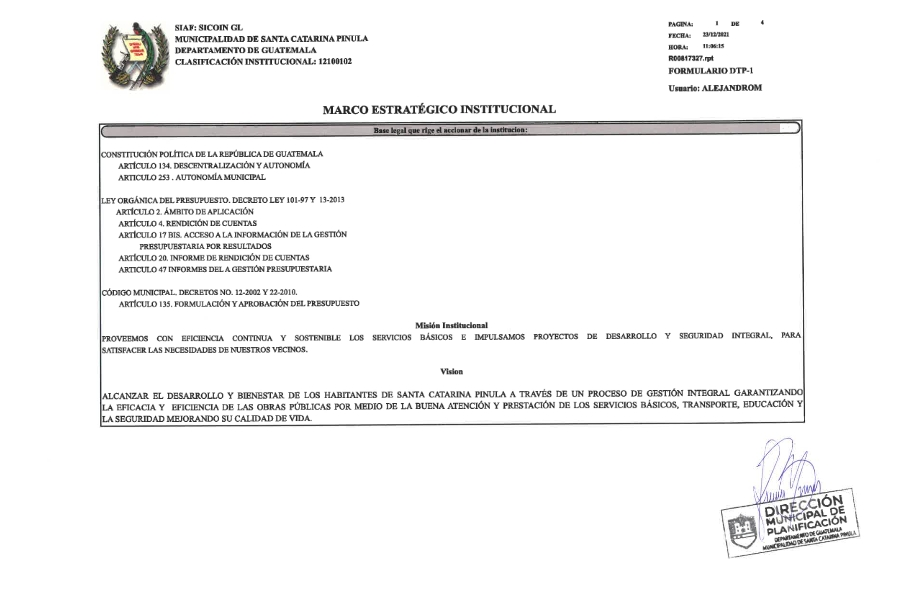 SIAF: SICOIN GL
MUNICIPALIDAD DE SANTA CATARINA PINULA
DEPARTAMENTO DE GUATEMALA
CLASIFICACIÓN INSTITUCIONAL: 12100102
PAGINA: 1 DE 4
FECHA: 23/12/2021
HORA: 11:06:15
R00817327.rpt
FORMULARIO DTP-1
Usuario: ALEJANDROM
MARCO ESTRATÉGICO INSTITUCIONAL
Base legal que rige el accionar de la institucion:
CONSTITUCIÓN POLÍTICA DE LA REPÚBLICA DE GUATEMALA
ARTÍCULO 134. DESCENTRALIZACIÓN Y AUTONOMÍA
ARTICULO 253 . AUTONOMÍA MUNICIPAL
LEY ORGÁNICA DEL PRESUPUESTO. DECRETO LEY 101-97 Y 13-2013
ARTÍCULO 2. ÁMBITO DE APLICACIÓN
ARTÍCULO 4. RENDICIÓN DE CUENTAS
ARTÍCULO 17 BIS. ACCESO A LA INFORMACIÓN DE LA GESTIÓN
PRESUPUESTARIA POR RESULTADOS
ARTÍCULO 20. INFORME DE RENDICIÓN DE CUENTAS
ARTICULO 47 INFORMES DEL A GESTIÓN PRESUPUESTARIA
CÓDIGO MUNICIPAL, DECRETOS NO. 12-2002 Y 22-2010.
ARTÍCULO 135. FORMULACIÓN Y APROBACIÓN DEL PRESUPUESTO
Misión Institucional
PROVEEMOS CON EFICIENCIA CONTINUA Y SOSTENIBLE LOS SERVICIOS BÁSICOS E IMPULSAMOS PROYECTOS DE DESARROLLO Y SEGURIDAD INTEGRAL, PARA
SATISFACER LAS NECESIDADES DE NUESTROS VECINOS.
Vision
ALCANZAR EL DESARROLLO Y BIENESTAR DE LOS HABITANTES DE SANTA CATARINA PINULA A TRAVÉS DE UN PROCESO DE GESTIÓN INTEGRAL GARANTIZANDO
LA EFICACIA Y EFICIENCIA DE LAS OBRAS PÚBLICAS POR MEDIO DE LA BUENA ATENCIÓN Y PRESTACIÓN DE LOS SERVICIOS BÁSICOS, TRANSPORTE, EDUCACIÓN Y
LA SEGURIDAD MEJORANDO SU CALIDAD DE VIDA.
DIRECCIÓN
MUNICIPAL DE
PLANIFICACIÓN
DEPARTAMENTO DE GUATEMALA
MUNICIPALIDAD DE SANTA CATARINA PINULA